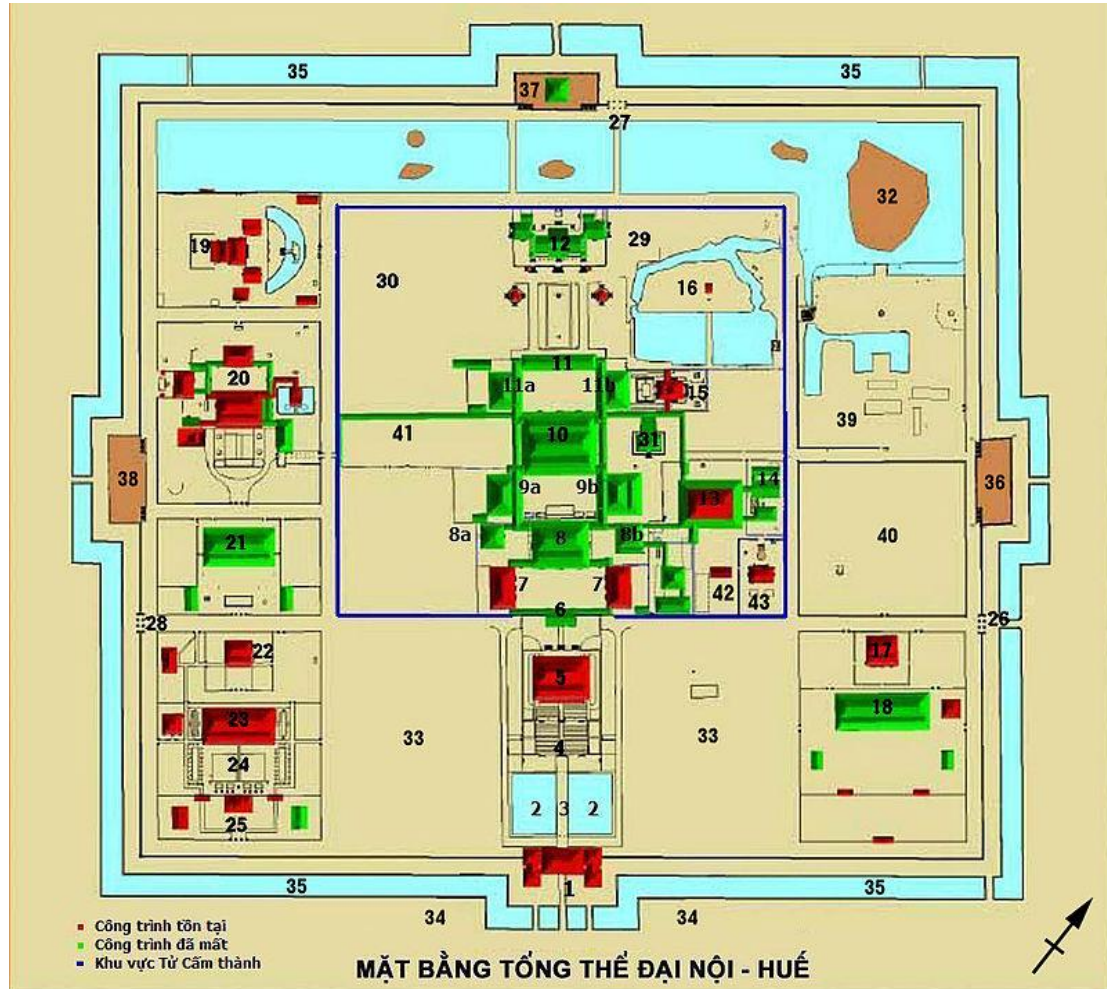 35 35
37
27
32
12 29
19
30 16
11
11a 11b 15
20
41 10 31 39
38 36
9a 9b 13 14
8a 8 8b 40
21
7 7 42 43
6
28 26
22 5 17
23 18
33 33
4
24
2 3 2
25
1
35 35
34 34
Công trình tồn tại
Công trình đã mất
Khu vực Tử Cấm thành
MẶT BẰNG TỔNG THỂ ĐẠI NỘI - HUẾ